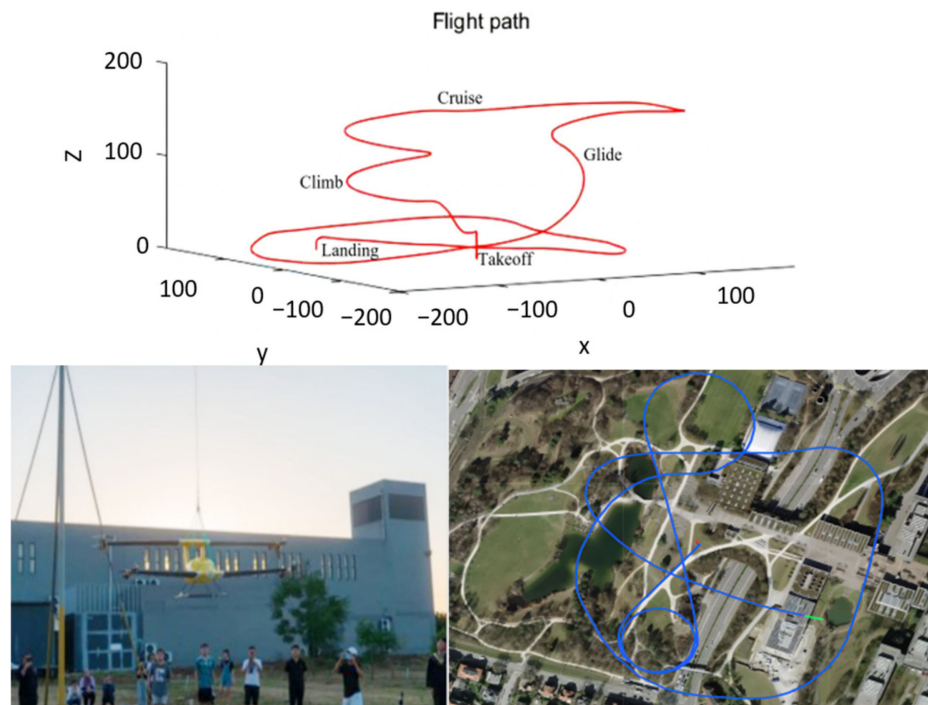 Flight path
200
Cruise
100
Z
Glide
Climb
0
Landing
Takeoff
100
0
−100
−200
−200
−100
0
100
y
x